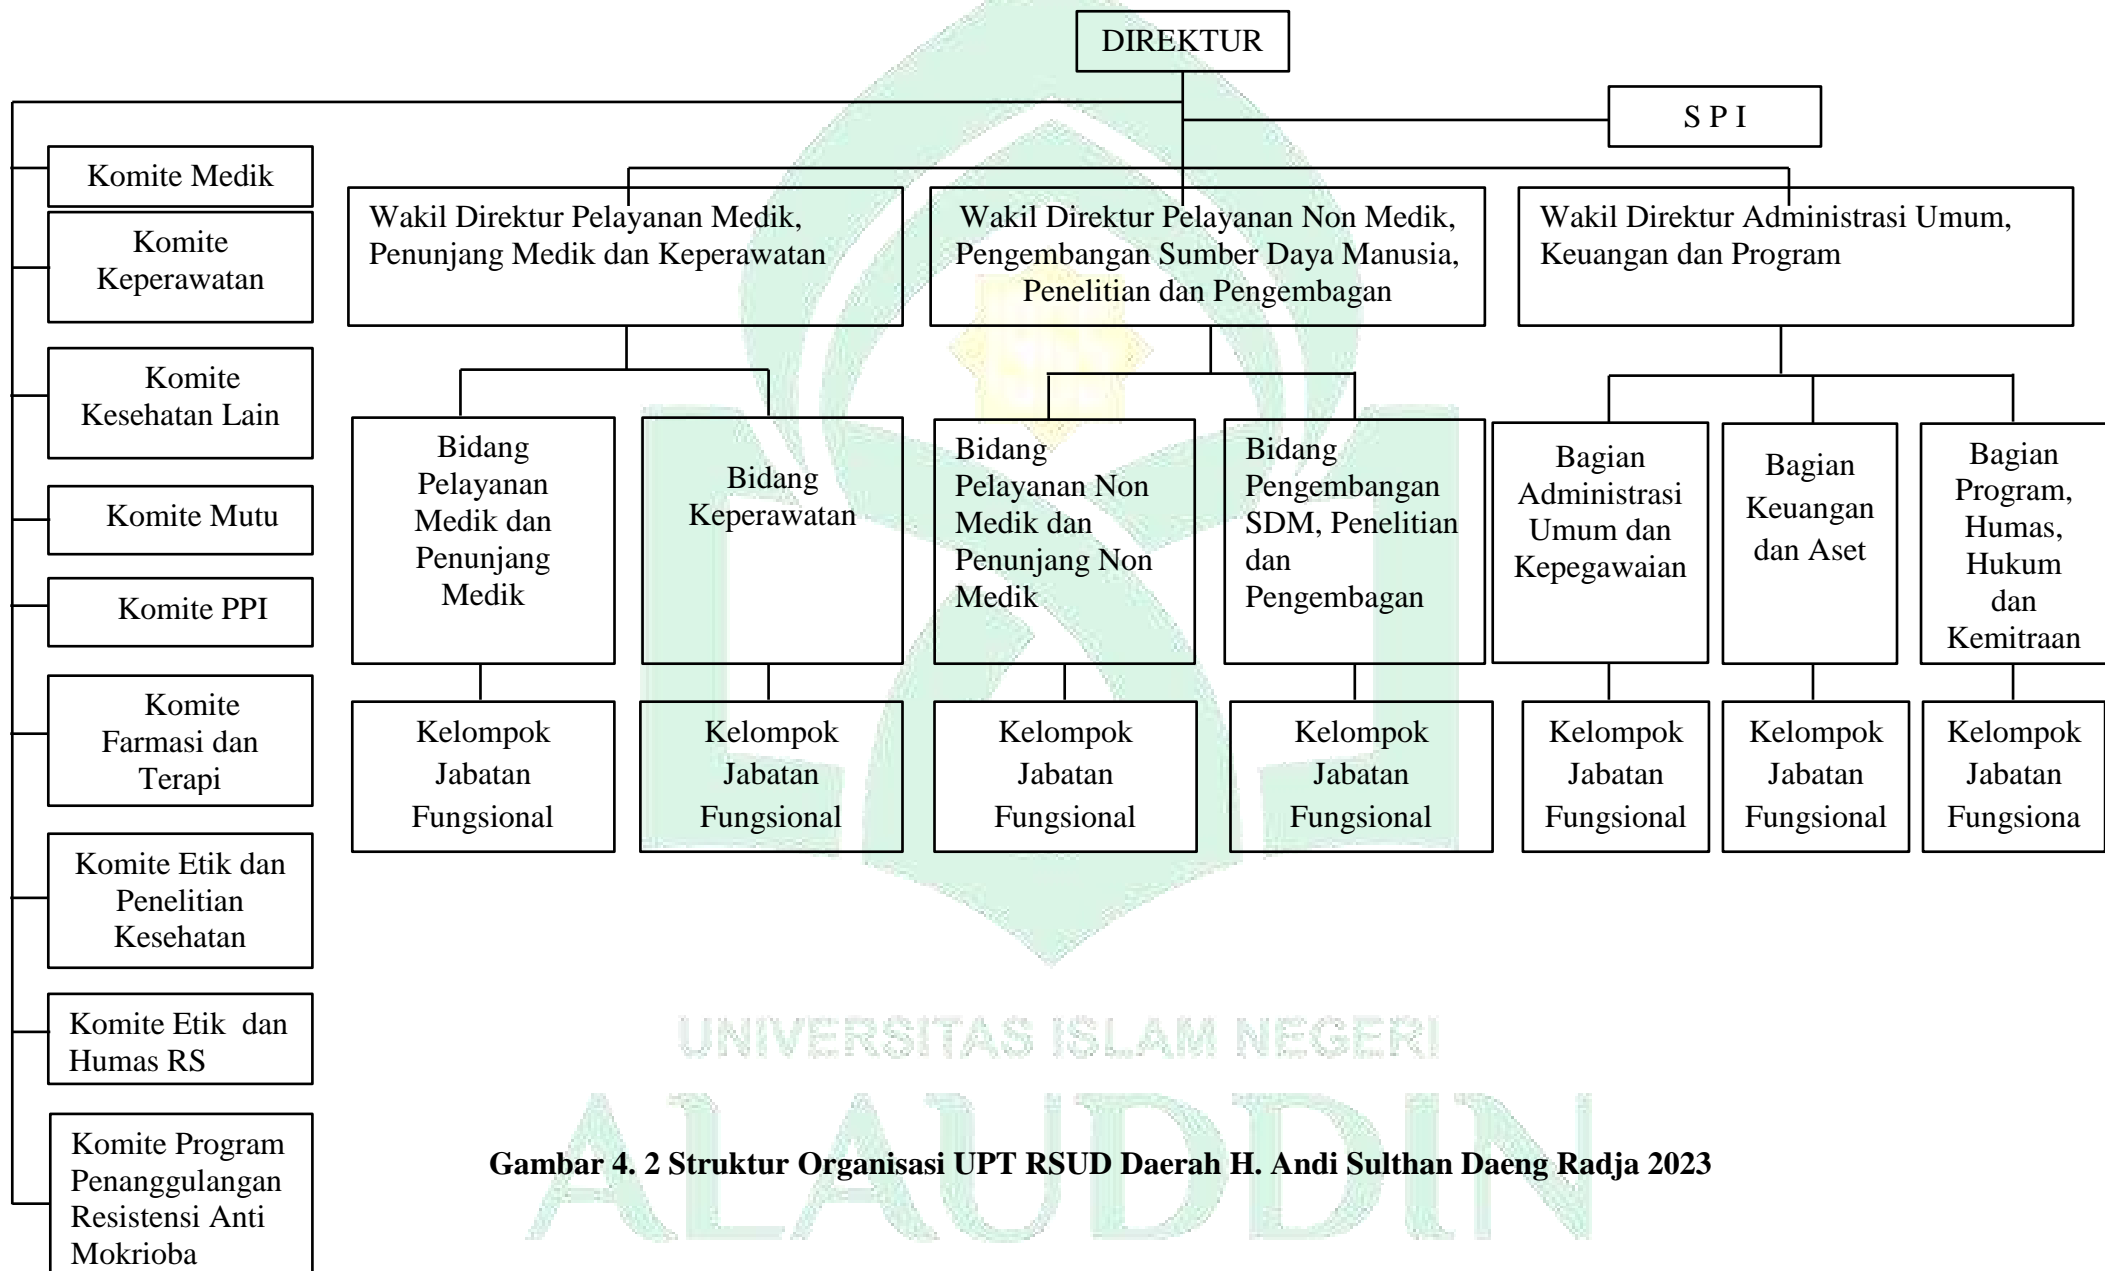 DIREKTUR
S P I
Komite Medik
Komite
Keperawatan
Komite
Kesehatan Lain
Komite Mutu
Komite PPI
Komite
Farmasi dan
Terapi
Komite Etik dan
Penelitian
Kesehatan
Komite Etik dan
Humas RS
Komite Program
Penanggulangan
Resistensi Anti
Mokrioba
Wakil Direktur Pelayanan Medik,
Penunjang Medik dan Keperawatan
Wakil Direktur Pelayanan Non Medik,
Pengembangan Sumber Daya Manusia,
Penelitian dan Pengembagan
Wakil Direktur Administrasi Umum,
Keuangan dan Program
Bidang
Pelayanan
Medik dan
Penunjang
Medik
Bidang
Keperawatan
Bidang
Pelayanan Non
Medik dan
Penunjang Non
Medik
Bidang
Pengembangan
SDM, Penelitian
dan
Pengembagan
Bagian
Administrasi
Umum dan
Kepegawaian
Bagian
Keuangan
dan Aset
Bagian
Program,
Humas,
Hukum
dan
Kemitraan
Kelompok
Jabatan
Fungsional
Kelompok
Jabatan
Fungsional
Kelompok
Jabatan
Fungsional
Kelompok
Jabatan
Fungsional
Kelompok
Jabatan
Fungsional
Kelompok
Jabatan
Fungsional
Kelompok
Jabatan
Fungsiona
UNIVERSITAS ISLAM NEGERI
ALAUDDIN
Gambar 4. 2 Struktur Organisasi UPT RSUD Daerah H. Andi Sulthan Daeng Radja 2023